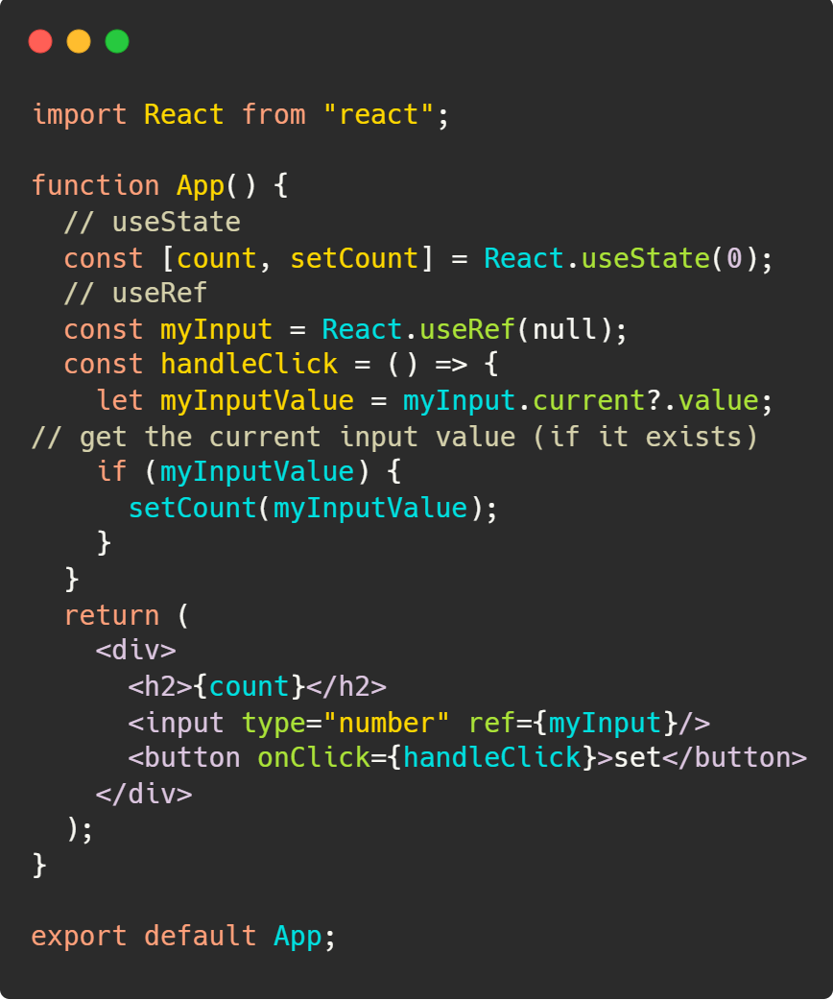 import React from "react";

function App() {
  // useState
  const [count, setCount] = React.useState(0);
  // useRef
  const myInput = React.useRef(null);
  const handleClick = () => {
    let myInputValue = myInput.current?.value;
// get the current input value (if it exists)
    if (myInputValue) {
      setCount(myInputValue);
    }
  }
  return (
    <div>
      <h2>{count}</h2>
      <input type="number" ref={myInput}/>
      <button onClick={handleClick}>set</button>
    </div>
  );
}

export default App;